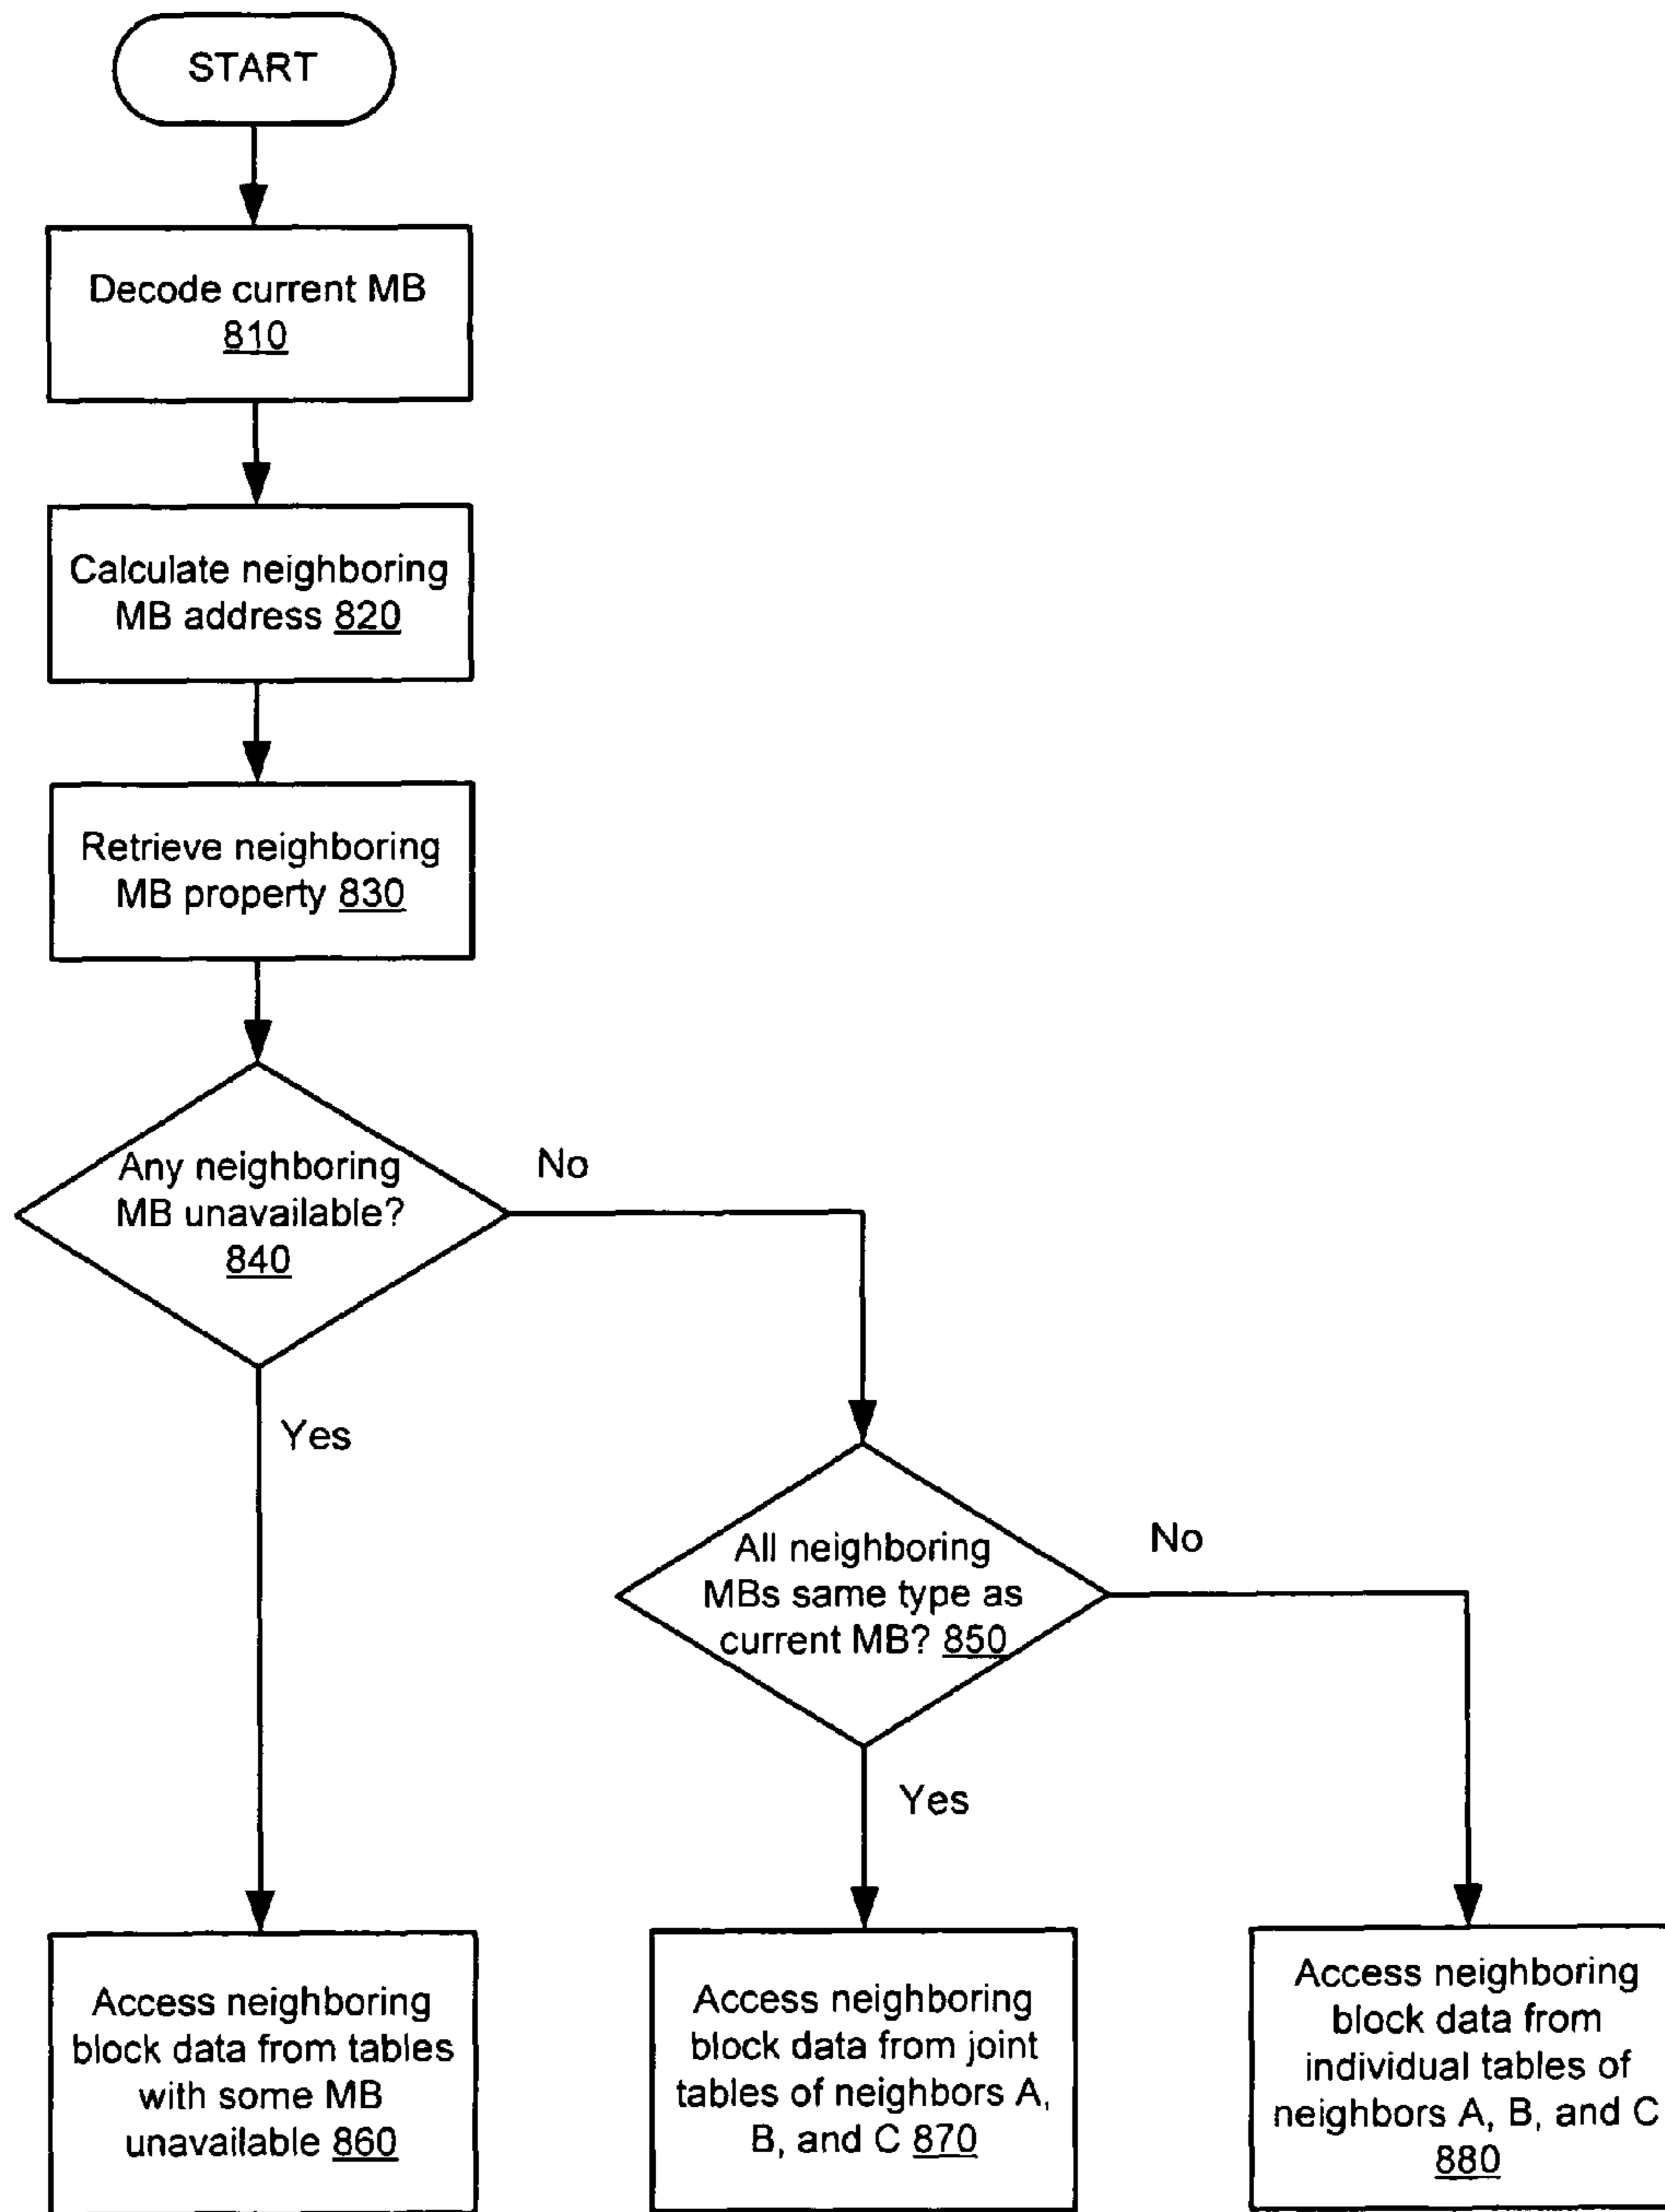 START
Decode current MB
810
Calculate neighboring
MB address 820
Retrieve neighboring
MB property 830
Any neighboring
MB unavailable?
840
No
Yes
All neighboring
MBs same type as
current MB? 850
No
Yes
Access neighboring
block data from tables
with some MB
unavailable 860
Access neighboring
block data from joint
tables of neighbors A,
B, and C 870
Access neighboring
block data from
individual tables of
neighbors A, B, and C
880